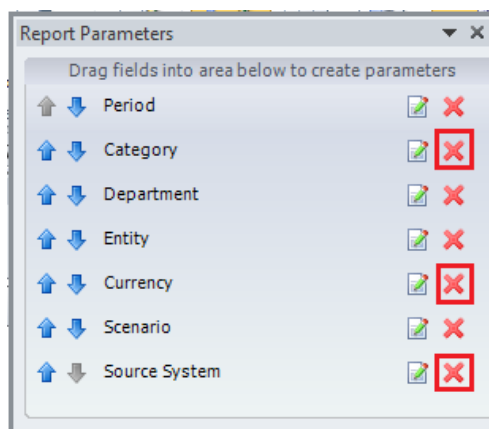 Report Parameters
Drag fields into area below to create parameters
Period
Category
Department
Entity
Currency
Scenario
Source System